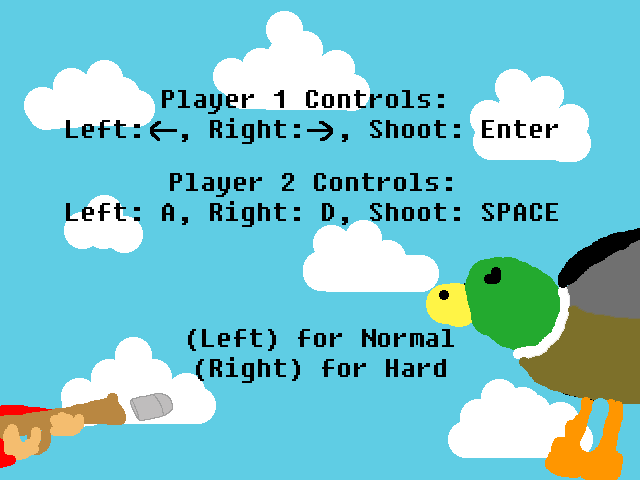 Player 1 Controls:
Left:←, Right:→, Shoot: Enter
Player 2 Controls:
Left: A, Right: D, Shoot: SPACE
(Left) for Normal
(Right) for Hard